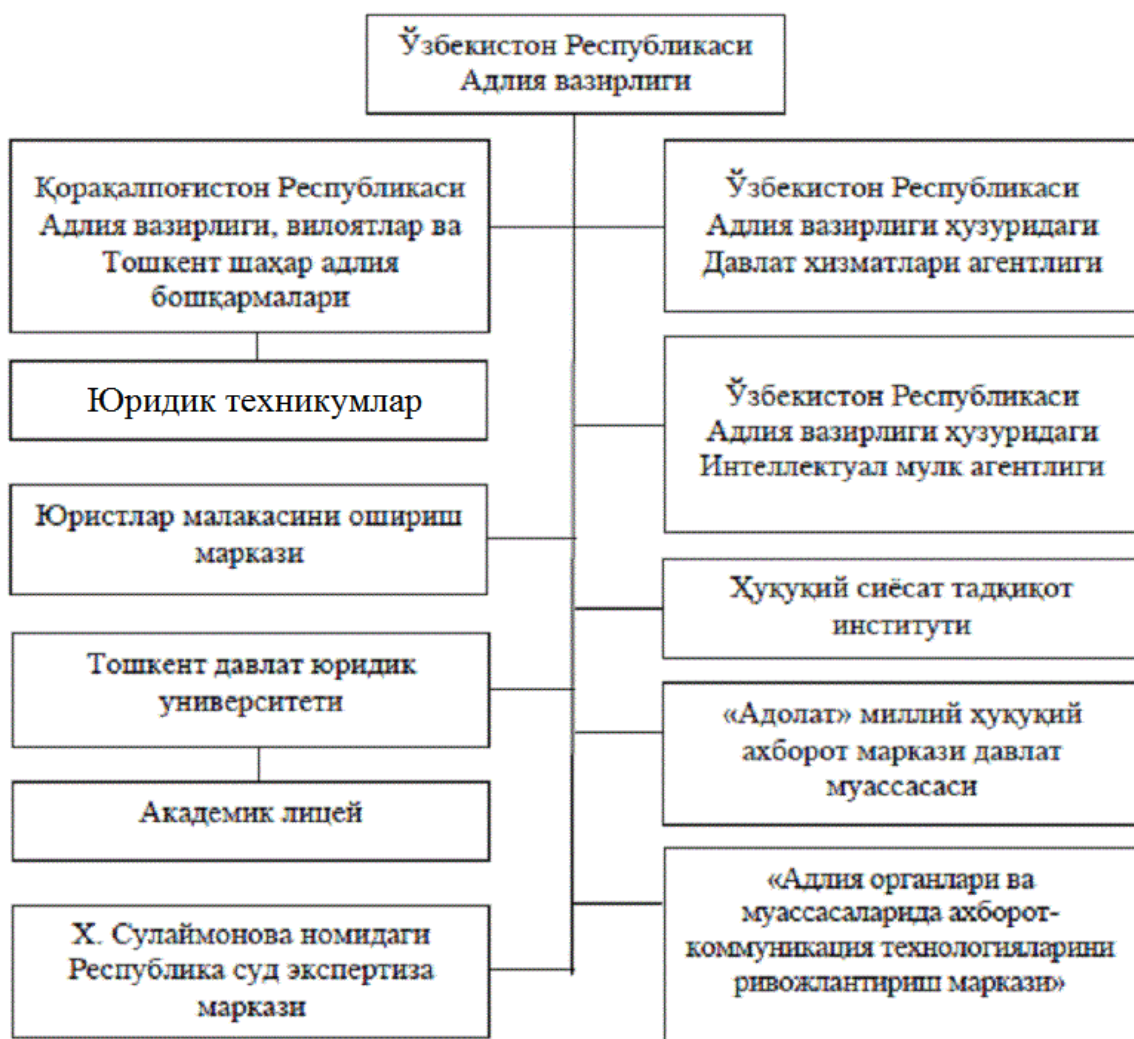 Ўзбекистон Республикаси
Адлия вазирлиги
Қорақалпоғистон Республикаси
Адлия вазирлиги, вилоятлар ва
Тошкент шаҳар адлия
бошқармалари
Юридик техникумлар
Юристлар малакасини ошириш
маркази
Тошкент давлат юридик
университети
Академик лицей
Х. Сулаймонова номидаги
Республика суд экспертиза
маркази
Ўзбекистон Республикаси
Адлия вазирлиги ҳузуридаги
Давлат хизматлари агентлиги
Ўзбекистон Республикаси
Адлия вазирлиги ҳузуридаги
Интеллектуал мулк агентлиги
Ҳуқуқий сиёсат тадқиқот
институти
«Адолат» миллий ҳуқуқий
ахборот маркази давлат
муассасаси
«Адлия органлари ва
муассасаларида ахборот-
коммуникация технологияларини
ривожлантириш маркази»